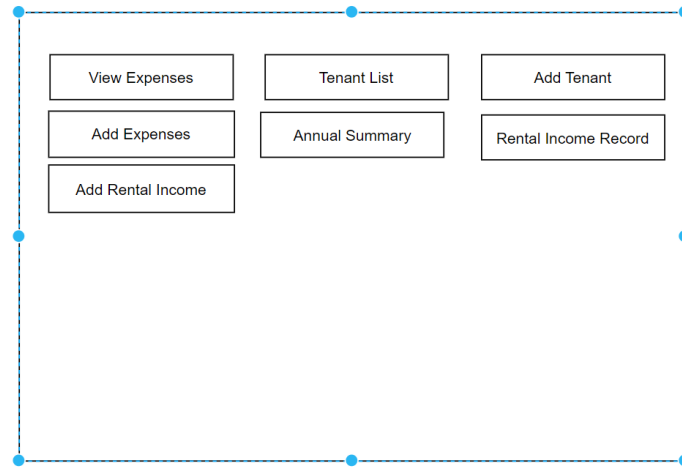 View Expenses
Tenant List
Add Tenant
Add Expenses
Annual Summary
Rental Income Record
Add Rental Income